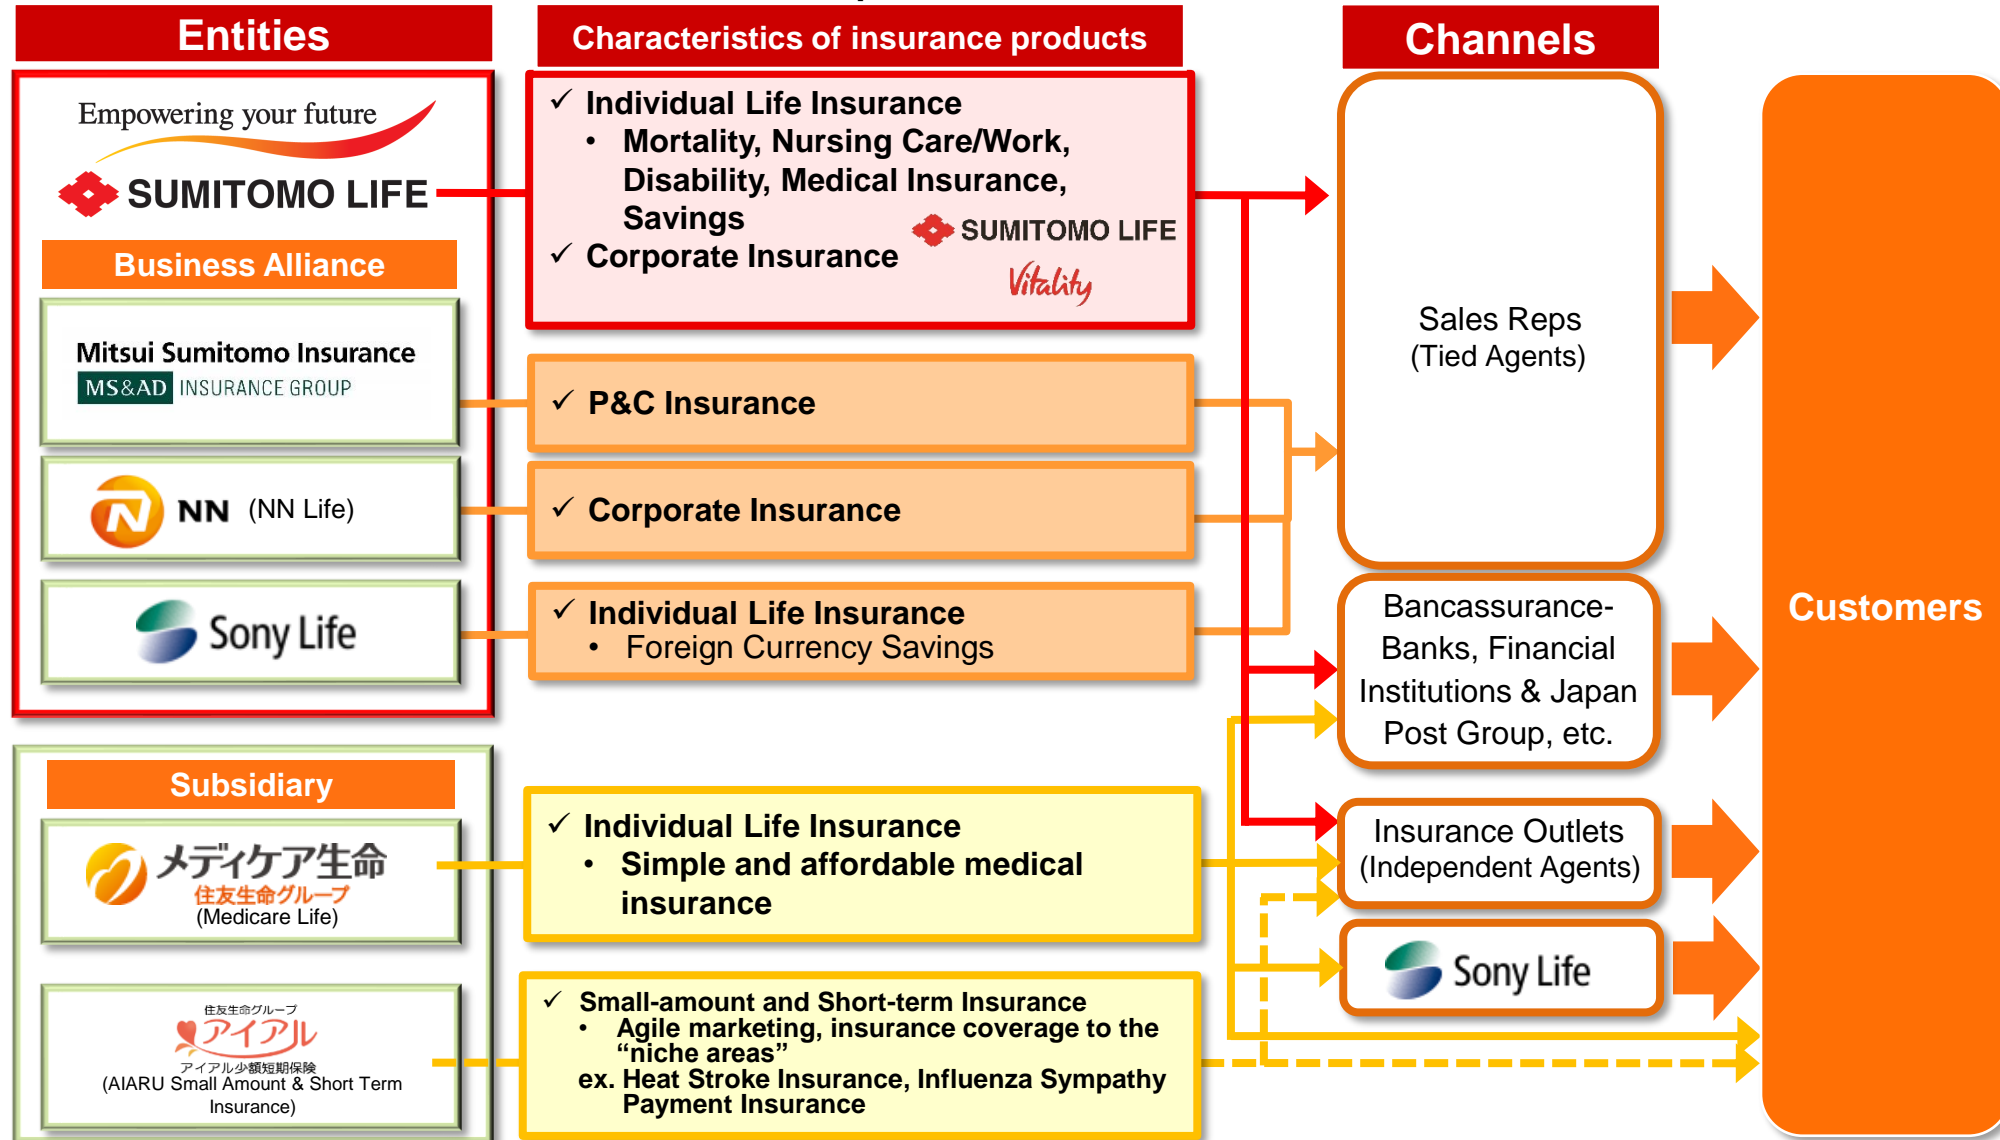 Entities
Characteristics of insurance products
Channels
Empowering your future
SUMITOMO LIFE
Business Alliance
Mitsui Sumitomo Insurance
MS&AD INSURANCE GROUP
NN (NN Life)
Sony Life
Subsidiary
メディケア生命
住友生命グループ
(Medicare Life)
住友生命グループ
アイアル
アイアル少額短期保険
(AIARU Small Amount & Short Term
Insurance)
✓ Individual Life Insurance
• Mortality, Nursing Care/Work,
Disability, Medical Insurance,
Savings
✓ Corporate Insurance
SUMITOMO LIFE
Vitality
✓ P&C Insurance
✓ Corporate Insurance
✓ Individual Life Insurance
• Foreign Currency Savings
✓ Individual Life Insurance
• Simple and affordable medical
insurance
✓ Small-amount and Short-term Insurance
• Agile marketing, insurance coverage to the
“niche areas”
ex. Heat Stroke Insurance, Influenza Sympathy
Payment Insurance
Sales Reps
(Tied Agents)
Bancassurance-
Banks, Financial
Institutions & Japan
Post Group, etc.
Insurance Outlets
(Independent Agents)
Sony Life
Customers